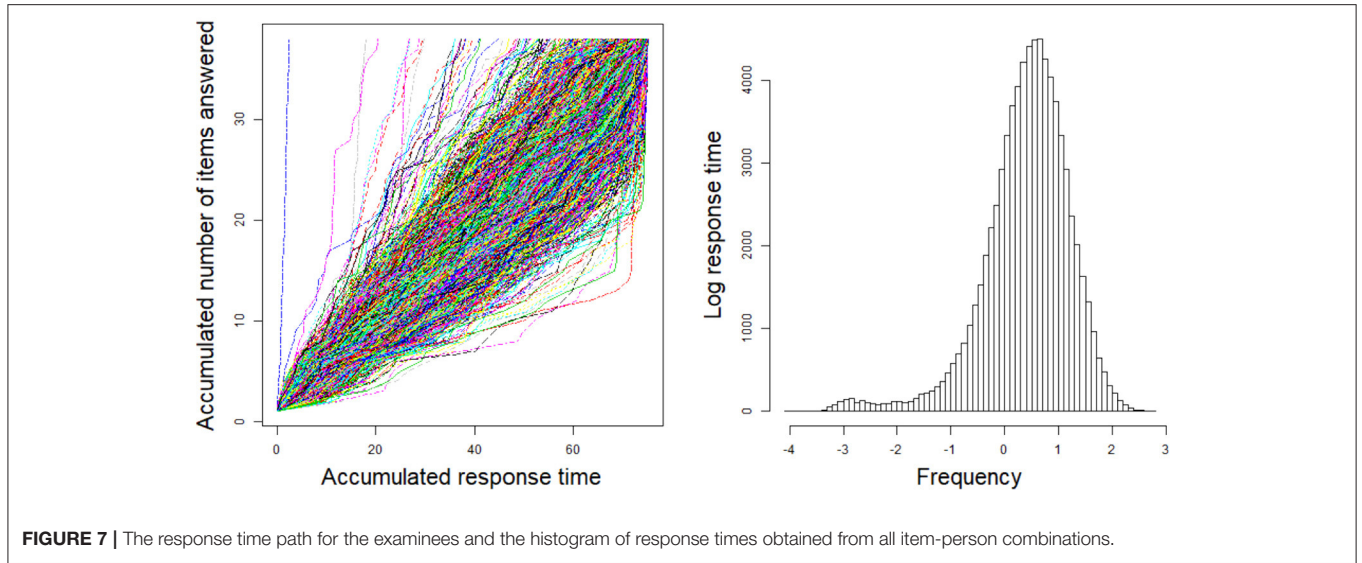 Accumulated number of items answered
30
20
10
0
0 20 40 60
Accumulated response time
Log response time
4000
3000
2000
1000
0
-4 -3 -2 -1 0 1 2 3
Frequency
FIGURE 7 | The response time path for the examinees and the histogram of response times obtained from all item-person combinations.